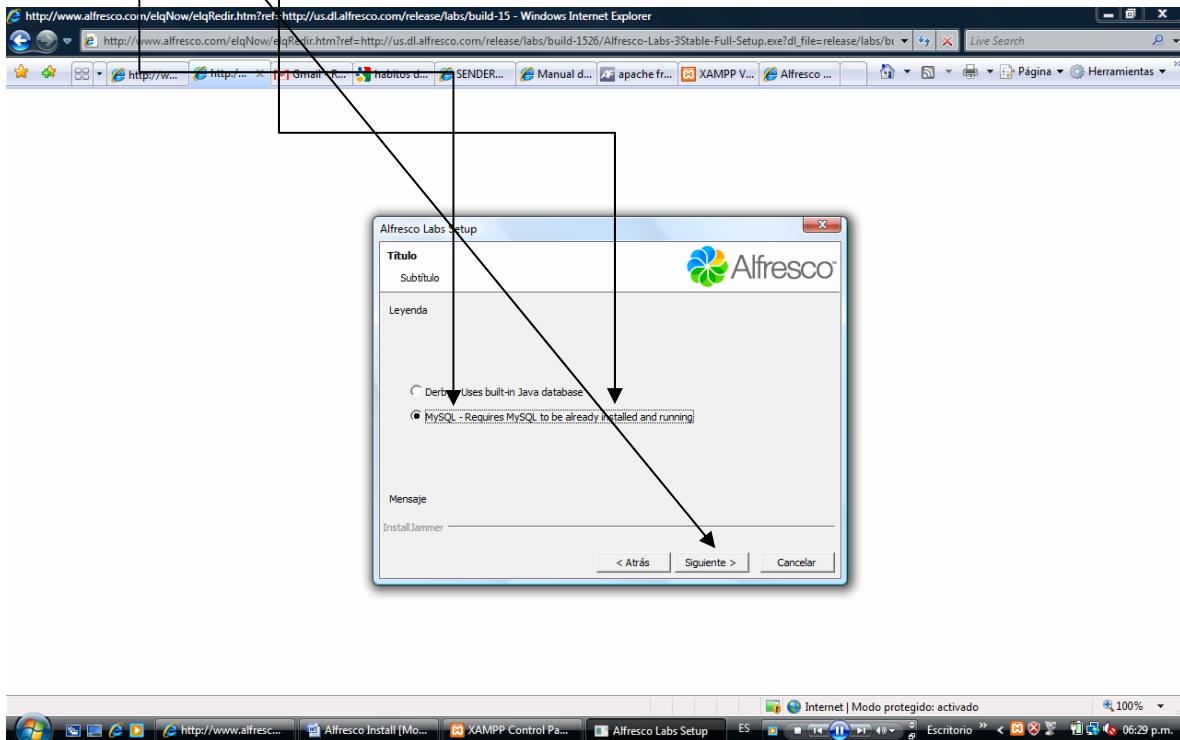 http://www.alfresco.com/elqNow/elqRedir.htm?ref=http://us.dl.alfresco.com/release/labs/build-15 - Windows Internet Explorer
http://www.alfresco.com/elqNow/elqRedir.htm?ref=http://us.dl.alfresco.com/release/labs/build-1526/Alfresco-Labs-3Stable-Full-Setup.exe?dl_file=release/labs/bu
Live Search
http://w... http:/... Gmail - R... habitos d... SENDER... Manual d... apache fr... XAMPP V... Alfresco ... Página Herramientas
Alfresco Labs Setup
Título
Subtítulo
Alfresco
Leyenda
Derby - Uses built-in Java database
MySQL - Requires MySQL to be already installed and running
Mensaje
InstallJammer
< Atrás Siguiente > Cancelar
Internet | Modo protegido: activado 100%
http://www.alfresc... Alfresco Install [Mo... XAMPP Control Pa... Alfresco Labs Setup ES Escritorio 06:29 p.m.